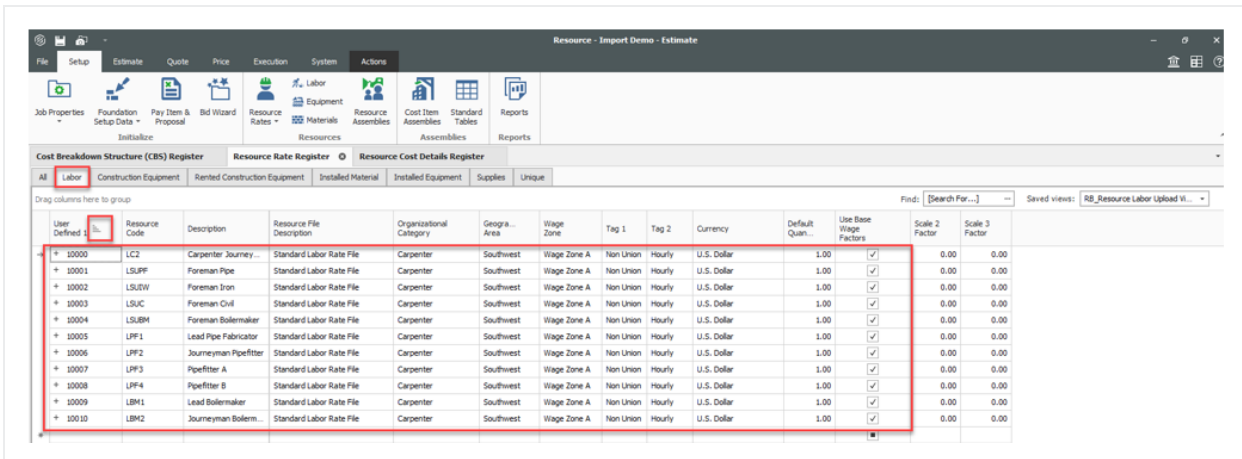 Resource - Import Demo - Estimate
File Setup Estimate Quote Price Execution System Actions
Job Properties Foundation Setup Data Pay Item & Proposal Bid Wizard Resource Rates Labor Equipment Materials Resource Assemblies Cost Item Assemblies Standard Tables Reports
Initialize Resources Assemblies Reports
Cost Breakdown Structure (CBS) Register Resource Rate Register Resource Cost Details Register
All Labor Construction Equipment Rented Construction Equipment Installed Material Installed Equipment Supplies Unique
Drag columns here to group Find: [Search For...] Saved views: RB_Resource Labor Upload Vi...
User Defined 1 Resource Code Description Resource File Description Organizational Category Geogra... Area Wage Zone Tag 1 Tag 2 Currency Default Quan... Use Base Wage Factors Scale 2 Factor Scale 3 Factor
+ 10000 LC2 Carpenter Journey... Standard Labor Rate File Carpenter Southwest Wage Zone A Non Union Hourly U.S. Dollar 1.00 0.00 0.00
+ 10001 LSUPF Foreman Pipe Standard Labor Rate File Carpenter Southwest Wage Zone A Non Union Hourly U.S. Dollar 1.00 0.00 0.00
+ 10002 LSUIW Foreman Iron Standard Labor Rate File Carpenter Southwest Wage Zone A Non Union Hourly U.S. Dollar 1.00 0.00 0.00
+ 10003 LSUC Foreman Civil Standard Labor Rate File Carpenter Southwest Wage Zone A Non Union Hourly U.S. Dollar 1.00 0.00 0.00
+ 10004 LSUBM Foreman Boilermaker Standard Labor Rate File Carpenter Southwest Wage Zone A Non Union Hourly U.S. Dollar 1.00 0.00 0.00
+ 10005 LPF1 Lead Pipe Fabricator Standard Labor Rate File Carpenter Southwest Wage Zone A Non Union Hourly U.S. Dollar 1.00 0.00 0.00
+ 10006 LPF2 Journeyman Pipefitter Standard Labor Rate File Carpenter Southwest Wage Zone A Non Union Hourly U.S. Dollar 1.00 0.00 0.00
+ 10007 LPF3 Pipefitter A Standard Labor Rate File Carpenter Southwest Wage Zone A Non Union Hourly U.S. Dollar 1.00 0.00 0.00
+ 10008 LPF4 Pipefitter B Standard Labor Rate File Carpenter Southwest Wage Zone A Non Union Hourly U.S. Dollar 1.00 0.00 0.00
+ 10009 LBM1 Lead Boilermaker Standard Labor Rate File Carpenter Southwest Wage Zone A Non Union Hourly U.S. Dollar 1.00 0.00 0.00
+ 10010 LBM2 Journeyman Boilerm... Standard Labor Rate File Carpenter Southwest Wage Zone A Non Union Hourly U.S. Dollar 1.00 0.00 0.00